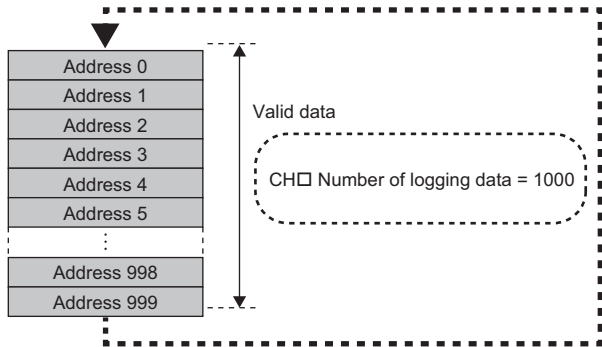 Address 0
Address 1
Address 2
Address 3
Address 4
Address 5
⋮
Address 998
Address 999
Valid data
CH□ Number of logging data = 1000